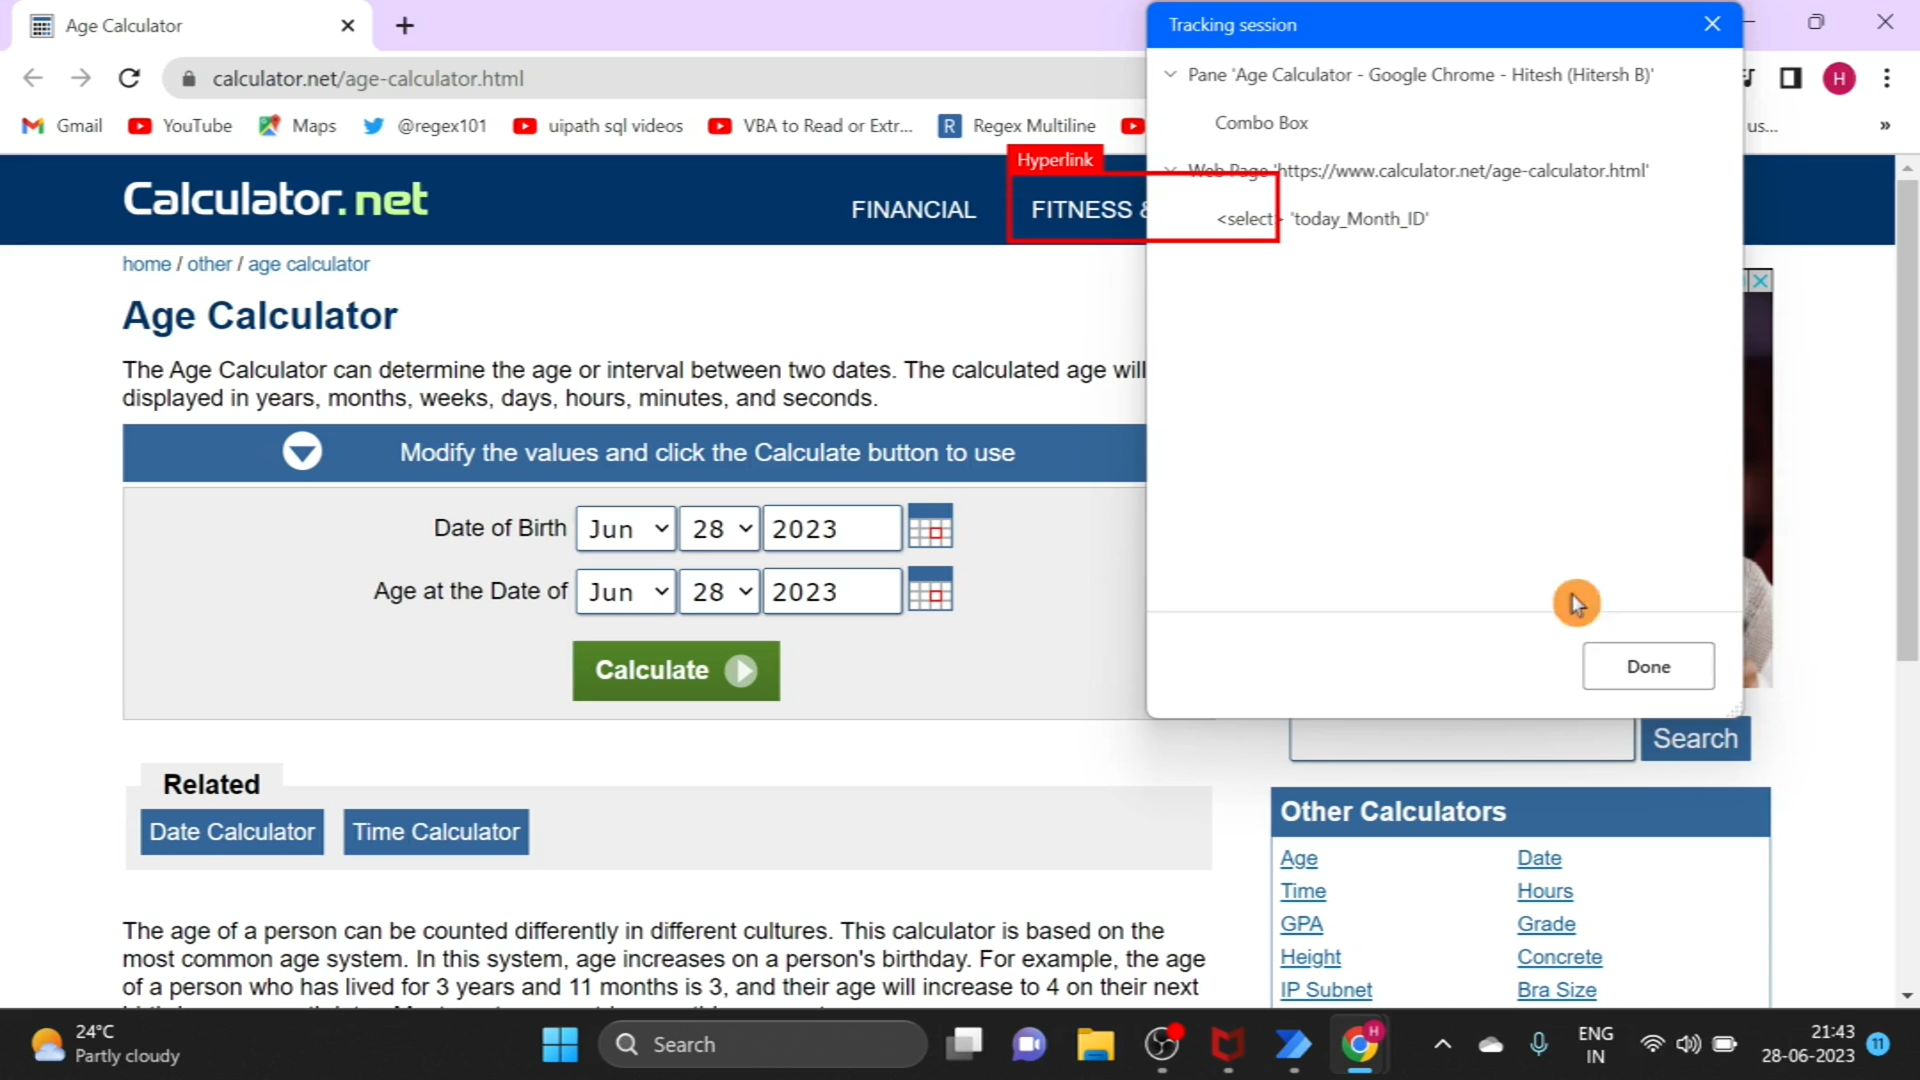 Age Calculator
Tracking session
calculator.net/age-calculator.html
Pane 'Age Calculator - Google Chrome - Hitesh (Hitersh B)'
H
Gmail
YouTube
Maps
@regex101
uipath sql videos
VBA to Read or Extr...
R
Regex Multiline
us...
»
Combo Box
Hyperlink
Web Page 'https://www.calculator.net/age-calculator.html'
<select> 'today_Month_ID'
Calculator.net
FINANCIAL
FITNESS &
home / other / age calculator
Age Calculator
The Age Calculator can determine the age or interval between two dates. The calculated age will
displayed in years, months, weeks, days, hours, minutes, and seconds.
Modify the values and click the Calculate button to use
Date of Birth
Jun
28
2023
Age at the Date of
Jun
28
2023
Calculate
Done
Search
Related
Date Calculator
Time Calculator
Other Calculators
Age
Date
Time
Hours
GPA
Grade
Height
Concrete
IP Subnet
Bra Size
The age of a person can be counted differently in different cultures. This calculator is based on the
most common age system. In this system, age increases on a person's birthday. For example, the age
of a person who has lived for 3 years and 11 months is 3, and their age will increase to 4 on their next
24°C
Partly cloudy
Search
H
ENG
IN
21:43
28-06-2023
11